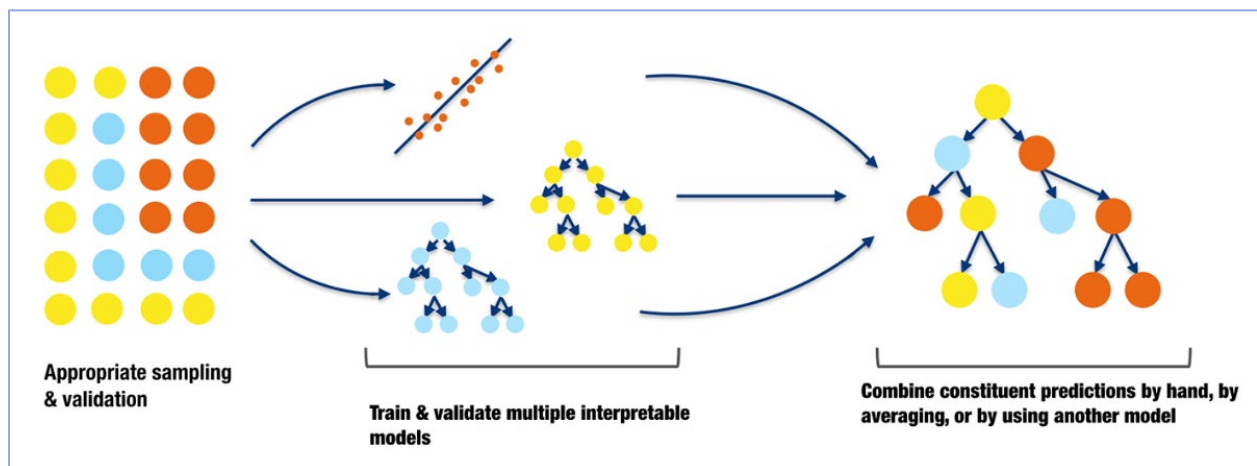 Appropriate sampling
& validation
Train & validate multiple interpretable
models
Combine constituent predictions by hand, by
averaging, or by using another model